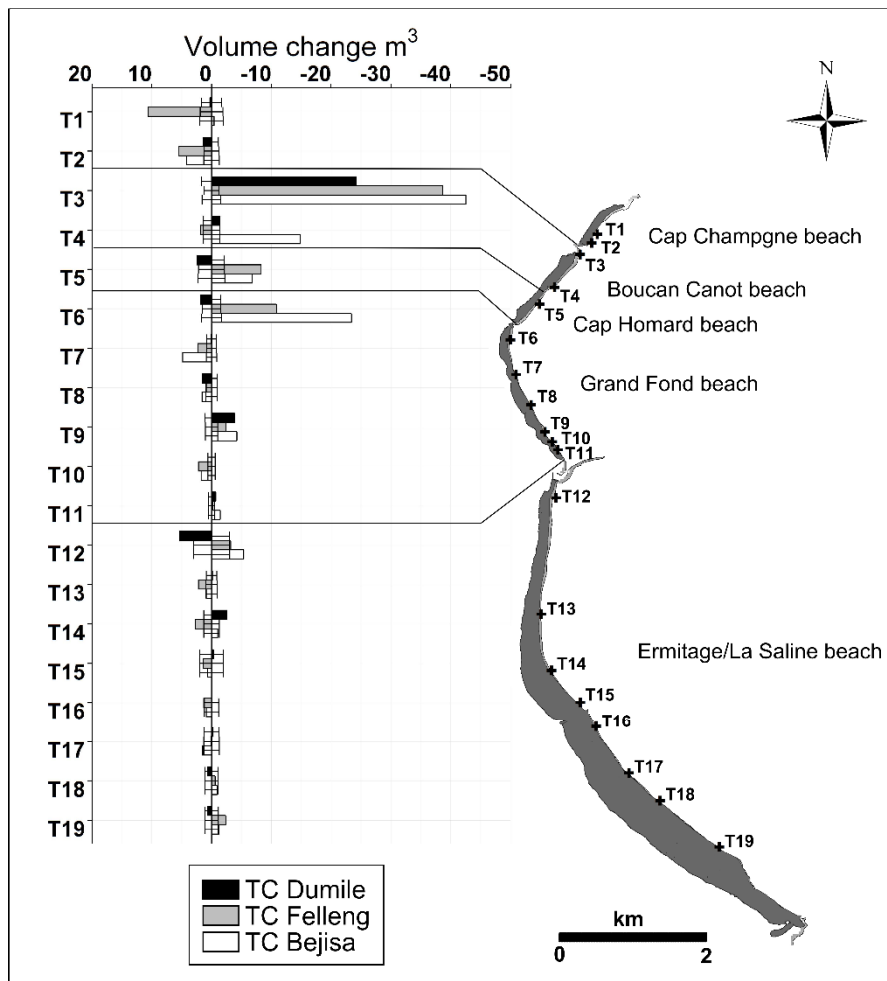 Volume change m³
20 10 0 -10 -20 -30 -40 -50
N
T1
T2
T3
T4
T5
T6
T7
T8
T9
T10
T11
T12
T13
T14
T15
T16
T17
T18
T19
T1
T2
T3
Cap Champgne beach
T4
T5
Boucan Canot beach
Cap Homard beach
T6
T7
T8
Grand Fond beach
T9
T10
T11
T12
T13
T14
Ermitage/La Saline beach
T15
T16
T17
T18
T19
TC Dumile
TC Felleng
TC Bejisa
km
0 2